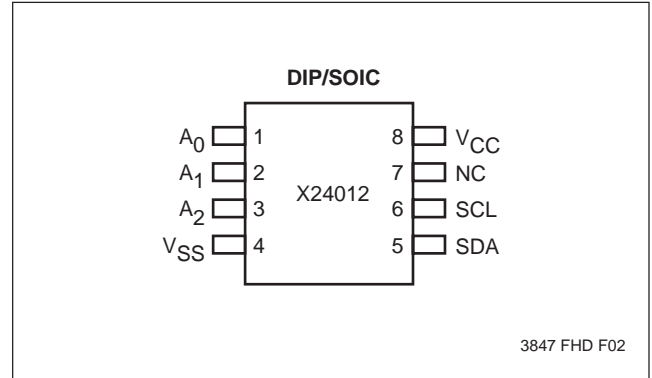 DIP/SOIC
A0 1 8 VCC
A1 2 7 NC
X24012
A2 3 6 SCL
VSS 4 5 SDA
3847 FHD F02